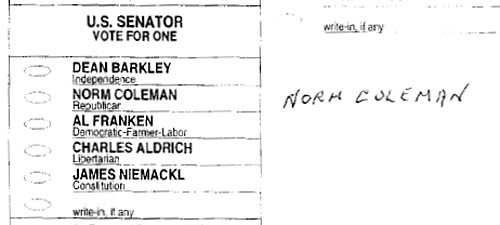 U.S. SENATOR
VOTE FOR ONE
DEAN BARKLEY
Independence
NORM COLEMAN
Republican
AL FRANKEN
Democratic-Farmer-Labor
CHARLES ALDRICH
Libertarian
JAMES NIEMACKL
Constitution
write-in, if any
write-in, if any
NORM COLEMAN